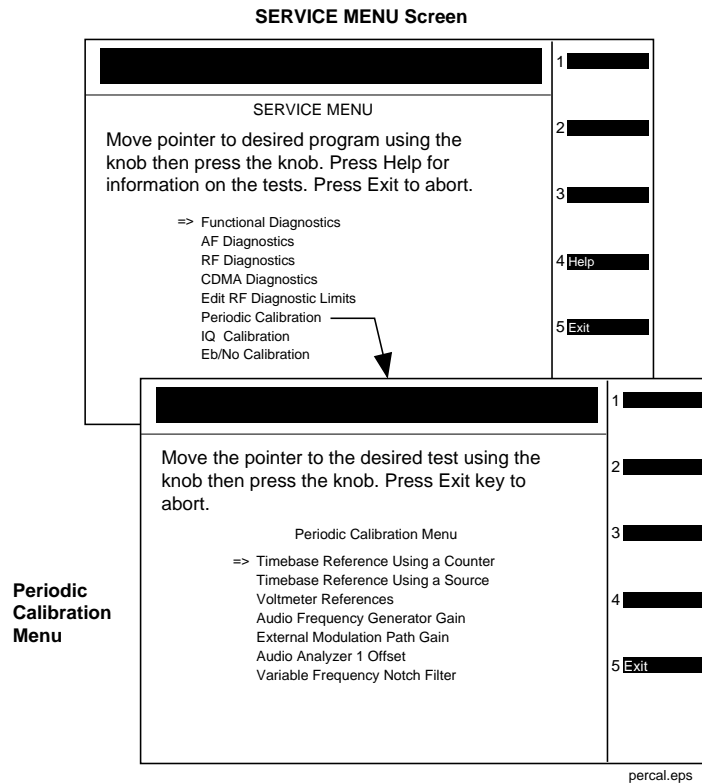 SERVICE MENU Screen
1
SERVICE MENU
2
Move pointer to desired program using the
knob then press the knob. Press Help for
information on the tests. Press Exit to abort.
3
=> Functional Diagnostics
AF Diagnostics
RF Diagnostics
4 Help
CDMA Diagnostics
Edit RF Diagnostic Limits
Periodic Calibration
5 Exit
IQ Calibration
Eb/No Calibration
1
Move the pointer to the desired test using the
knob then press the knob. Press Exit key to
abort.
2
Periodic Calibration Menu
3
=> Timebase Reference Using a Counter
Timebase Reference Using a Source
Voltmeter References
4
Audio Frequency Generator Gain
External Modulation Path Gain
Audio Analyzer 1 Offset
5 Exit
Variable Frequency Notch Filter
Periodic
Calibration
Menu
percal.eps